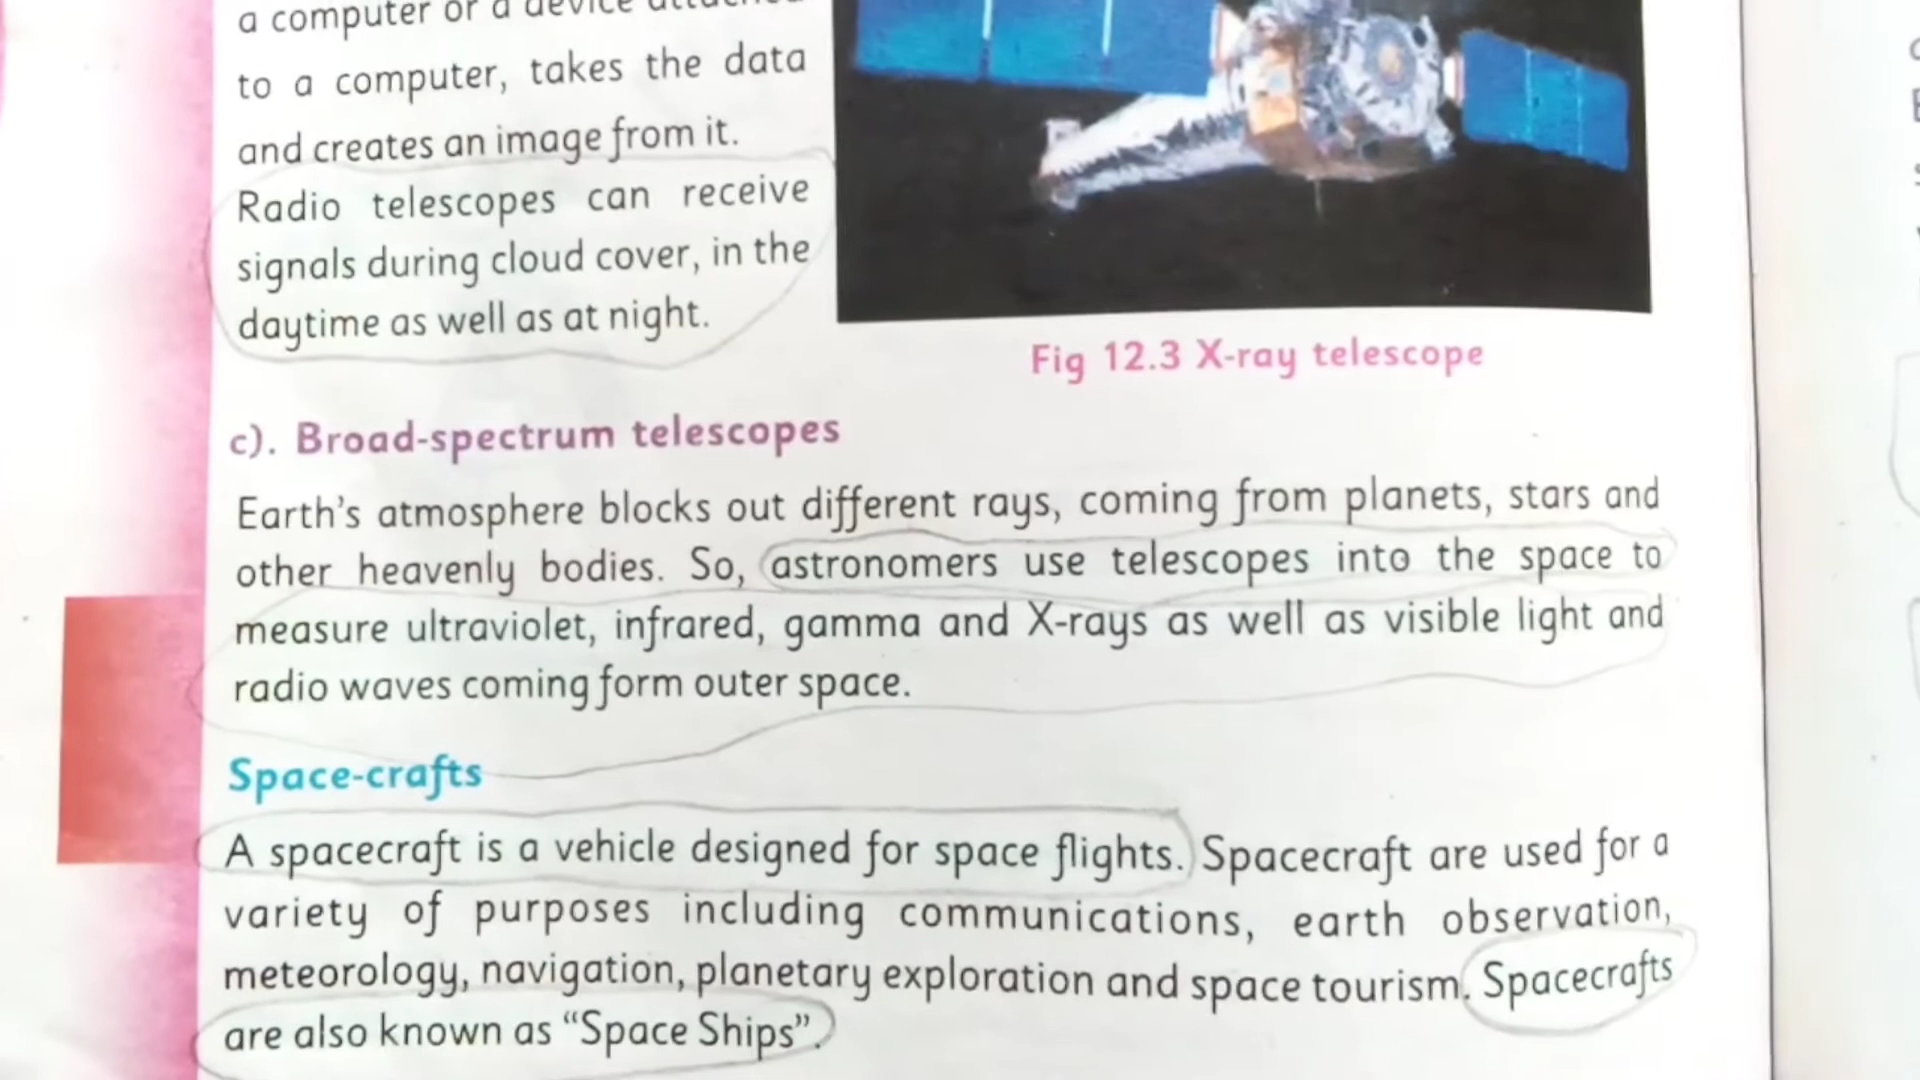 a computer or a device attached
to a computer, takes the data
and creates an image from it.
Radio telescopes can receive
signals during cloud cover, in the
daytime as well as at night.
Fig 12.3 X-ray telescope
c). Broad-spectrum telescopes
Earth's atmosphere blocks out different rays, coming from planets, stars and
other heavenly bodies. So, astronomers use telescopes into the space to
measure ultraviolet, infrared, gamma and X-rays as well as visible light and
radio waves coming form outer space.
Space-crafts
A spacecraft is a vehicle designed for space flights. Spacecraft are used for a
variety of purposes including communications, earth observation,
meteorology, navigation, planetary exploration and space tourism. Spacecrafts
are also known as “Space Ships”.